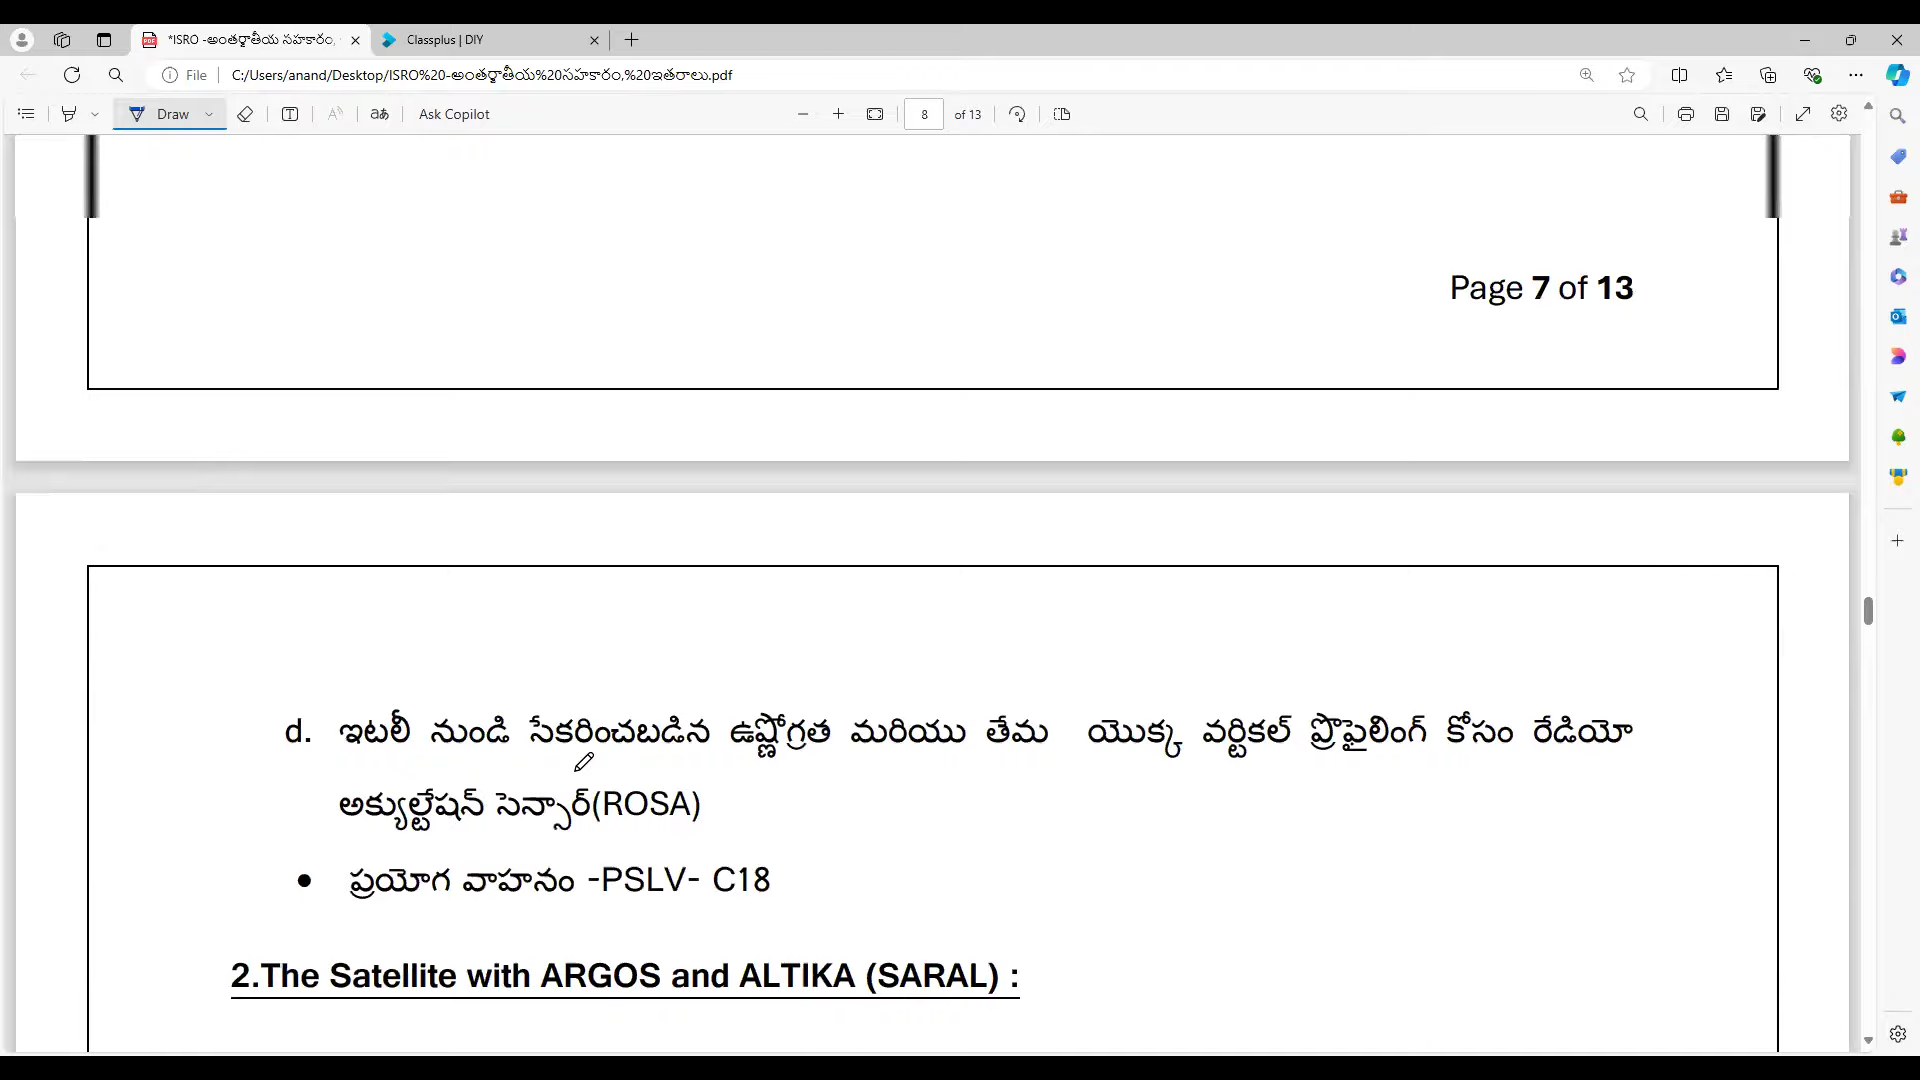 *ISRO -అంతర్జాతీయ సహకారం,
Classplus | DIY
File
C:/Users/anand/Desktop/ISRO%20-అంతర్జాతీయ%20సహకారం,%20ఇతరాలు.pdf
Draw
Ask Copilot
8
of 13
Page 7 of 13
d. ఇటలీ నుండి సేకరించబడిన ఉష్ణోగ్రత మరియు తేమ యొక్క వర్టికల్ ప్రొఫైలింగ్ కోసం రేడియో
అక్యుల్టేషన్ సెన్సార్(ROSA)
• ప్రయోగ వాహనం -PSLV- C18
2.The Satellite with ARGOS and ALTIKA (SARAL) :